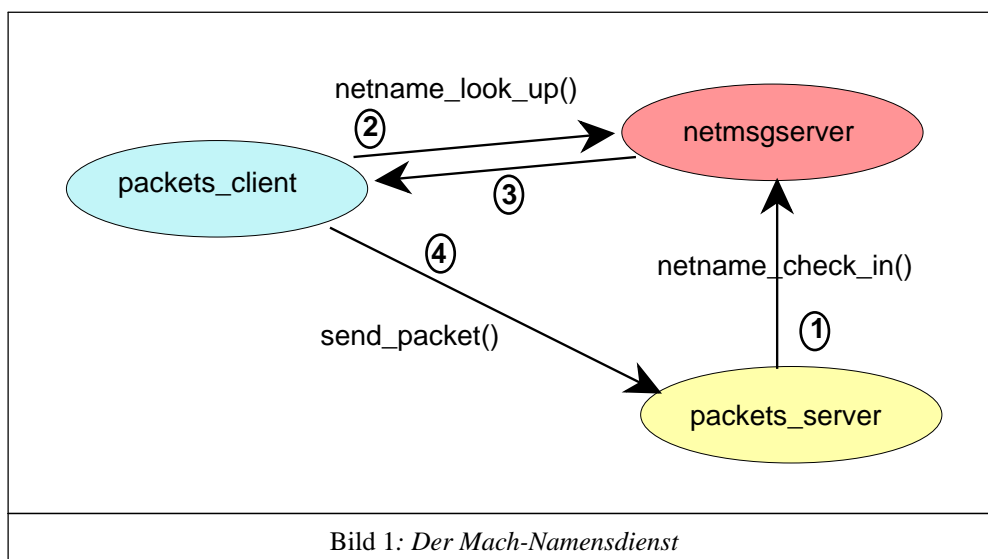 netname_look_up()
2
netmsgserver
packets_client
3
4
netname_check_in()
send_packet()
1
packets_server
Bild 1: Der Mach-Namensdienst